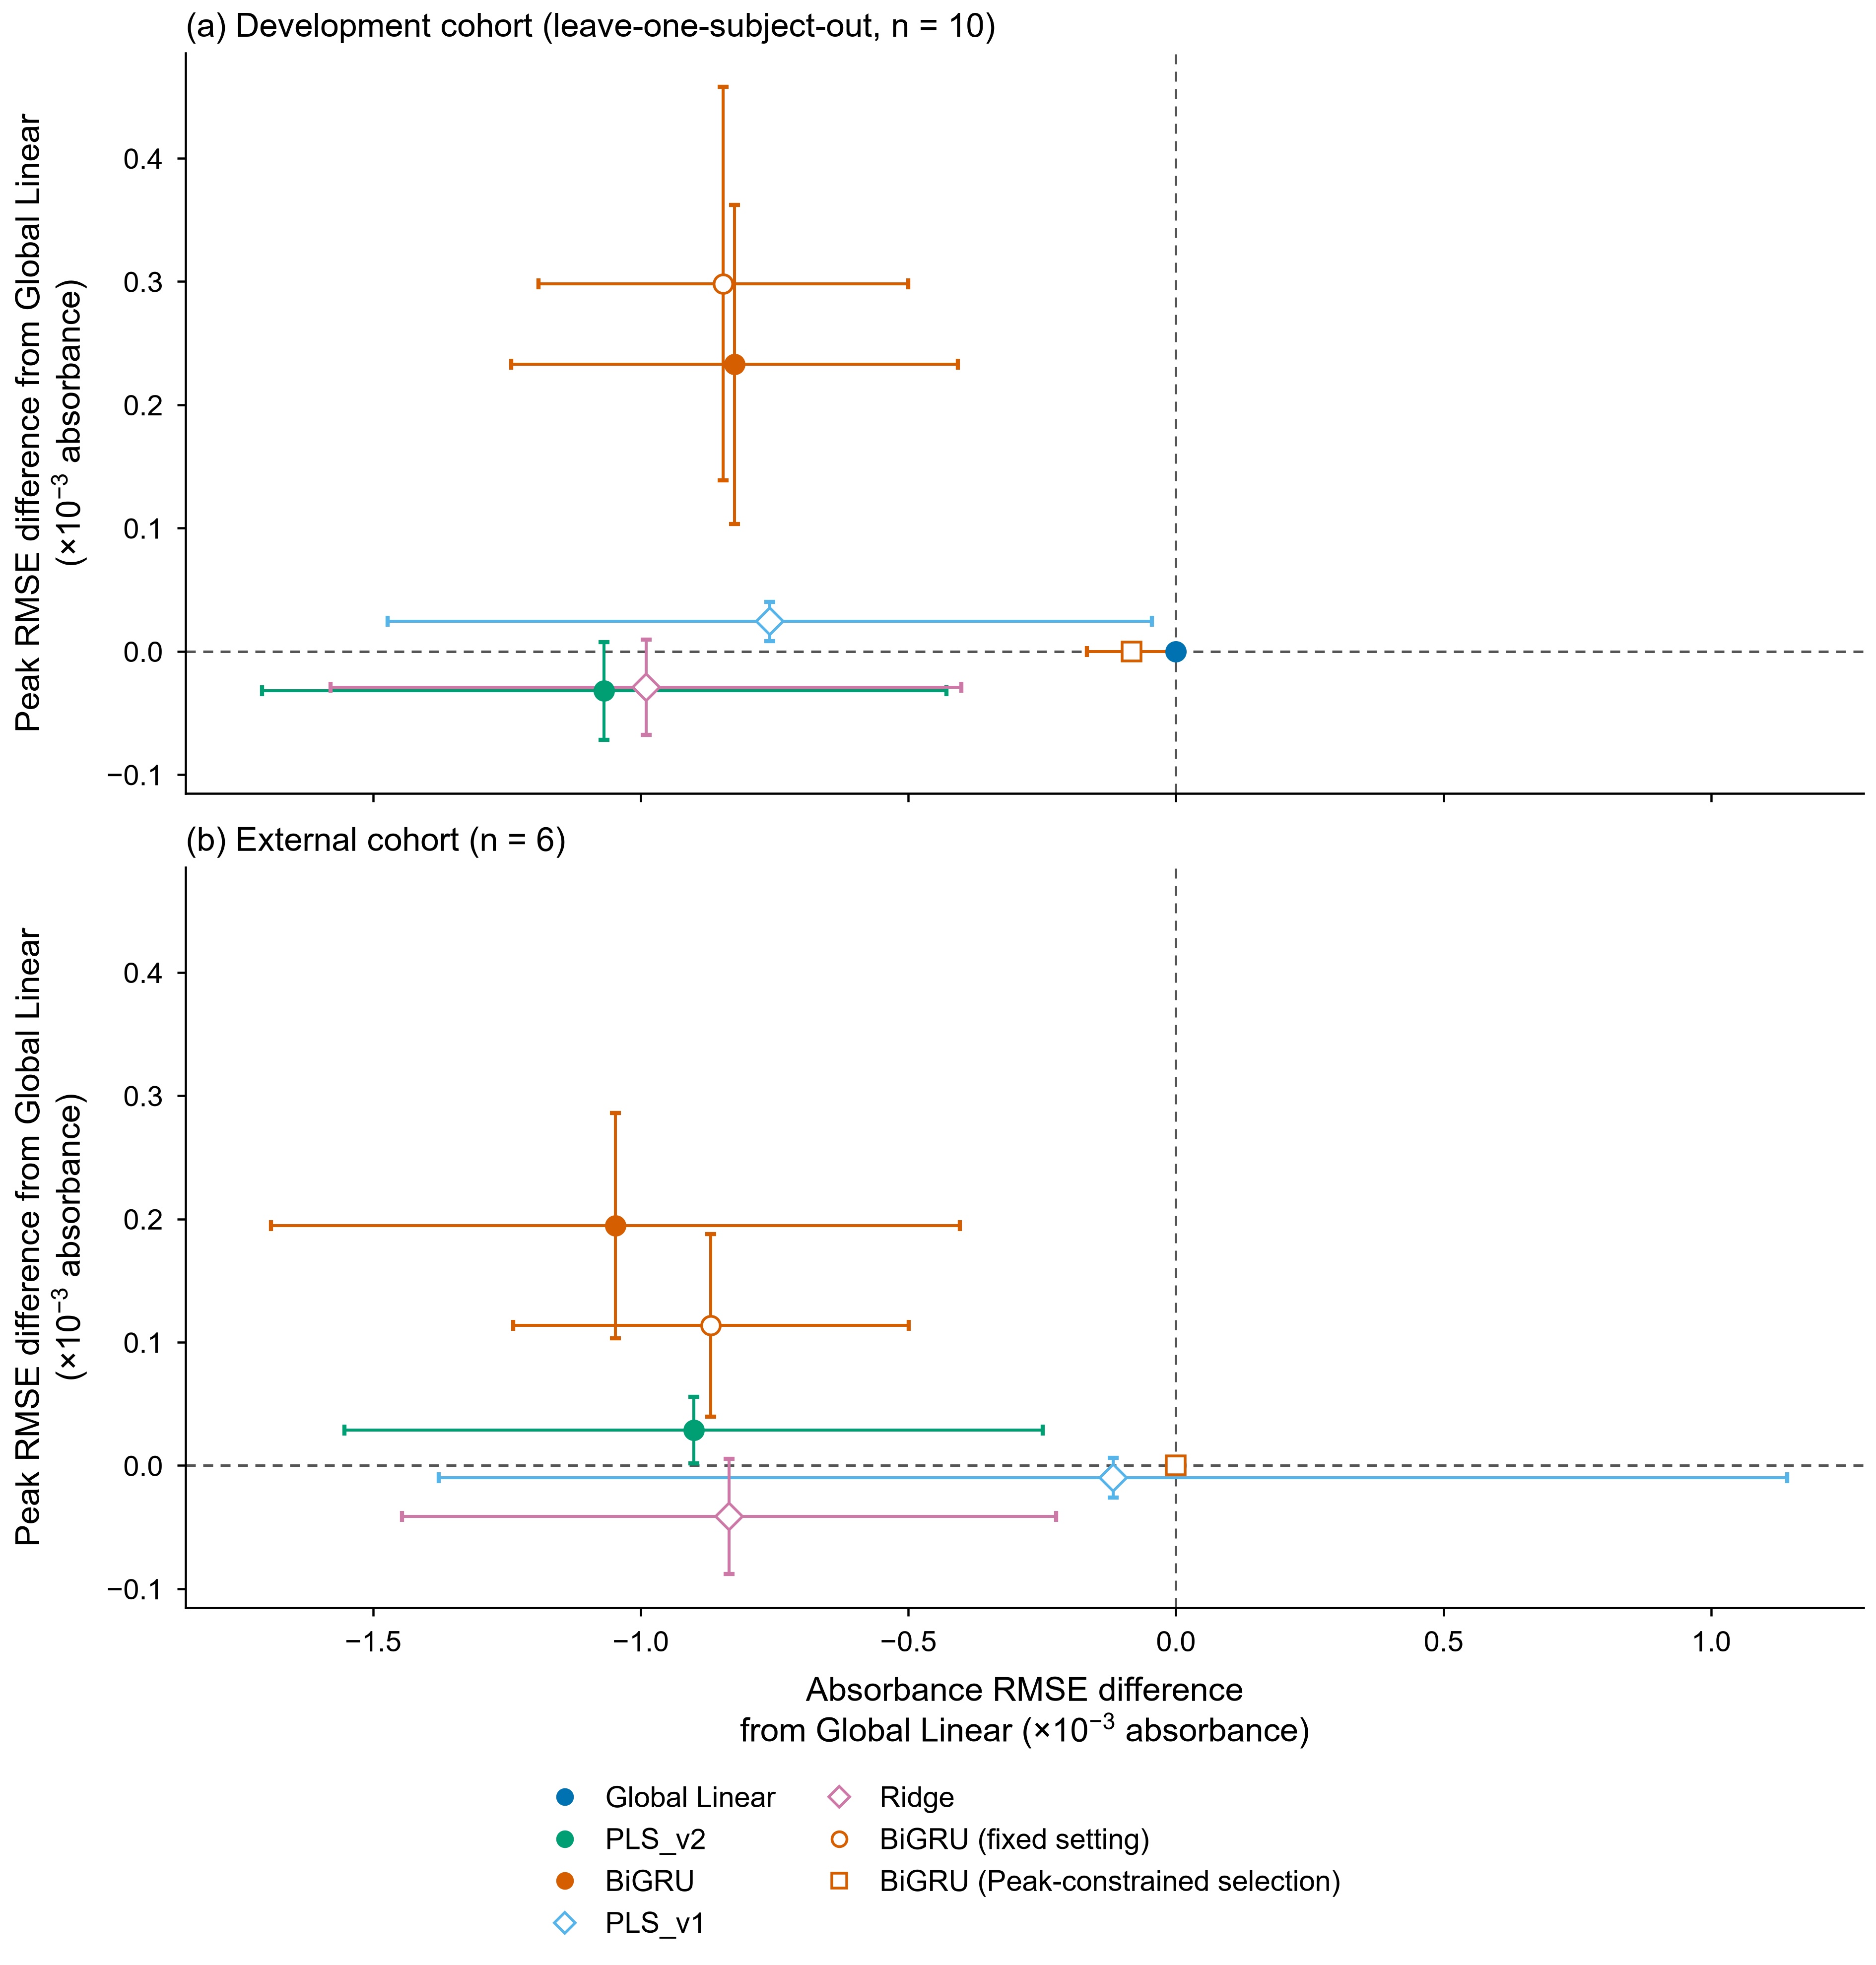 (a) Development cohort (leave-one-subject-out, n = 10)
Peak RMSE difference from Global Linear
(×10⁻³ absorbance)
0.4
0.3
0.2
0.1
0.0
−0.1
(b) External cohort (n = 6)
Peak RMSE difference from Global Linear
(×10⁻³ absorbance)
0.4
0.3
0.2
0.1
0.0
−0.1
−1.5 −1.0 −0.5 0.0 0.5 1.0
Absorbance RMSE difference
from Global Linear (×10⁻³ absorbance)
Global Linear
PLS_v2
BiGRU
PLS_v1
Ridge
BiGRU (fixed setting)
BiGRU (Peak-constrained selection)